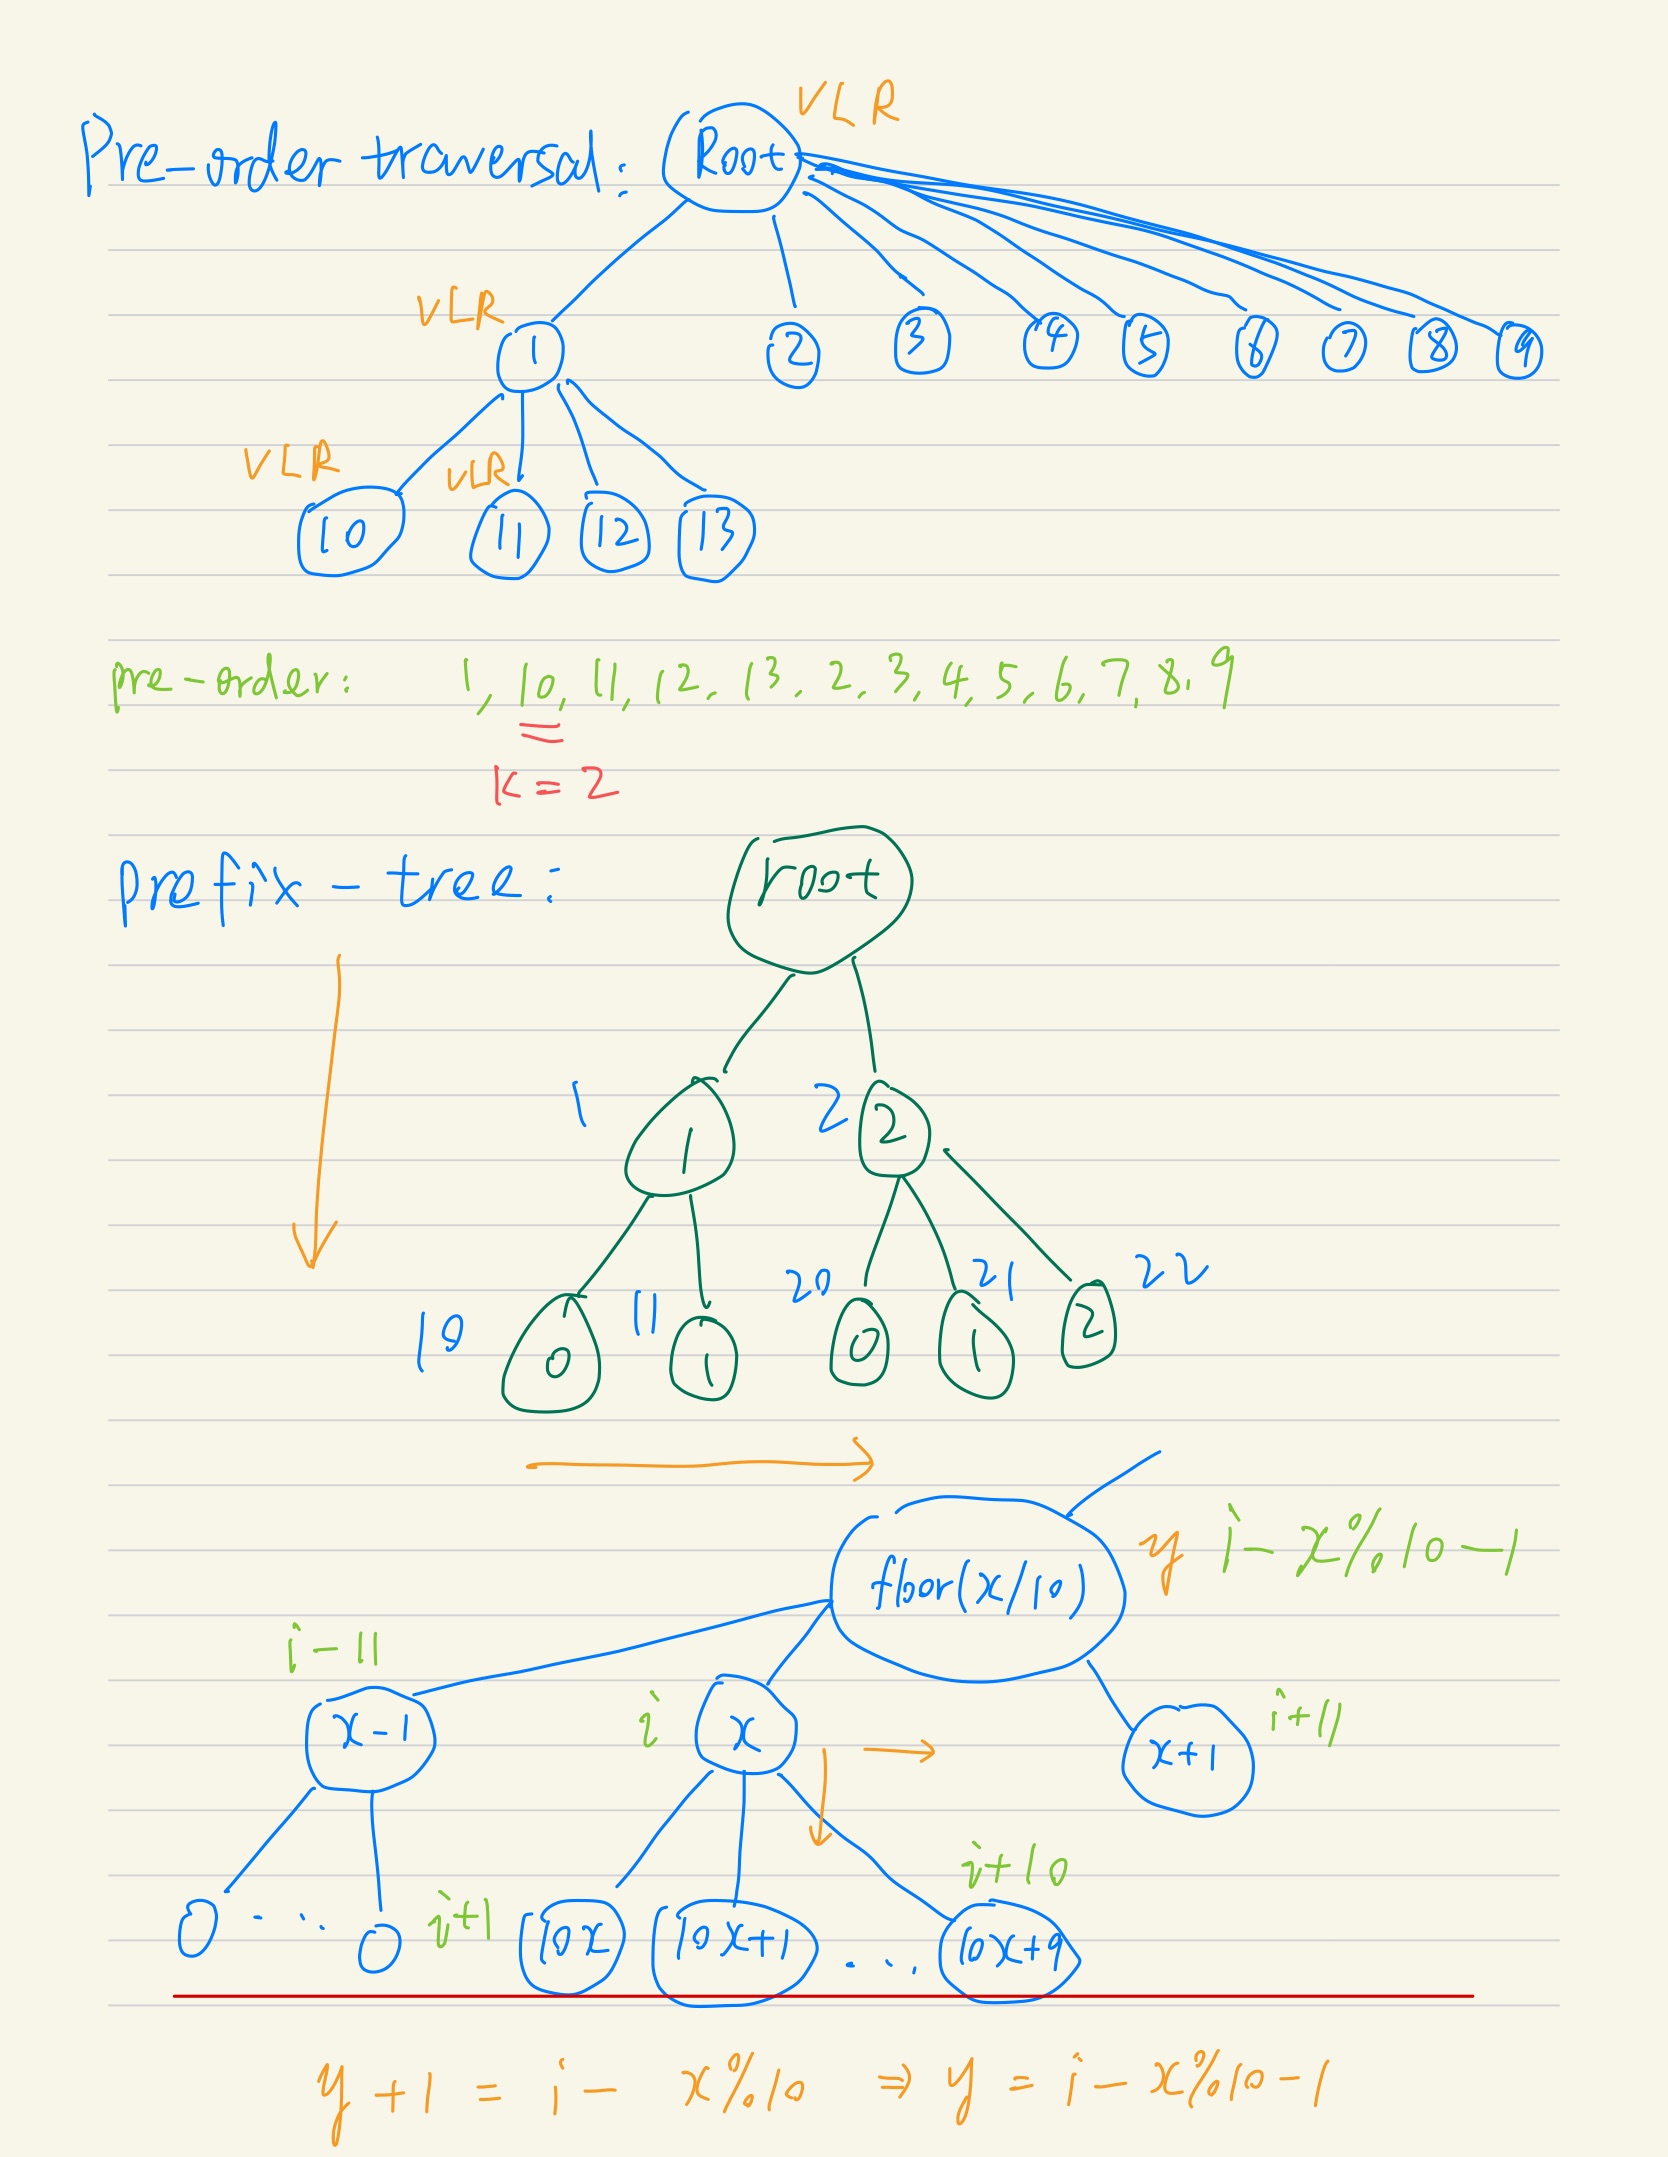 VLR
Pre-order traversal: Root
VLR
1 2 3 4 5 6 7 8 9
VLR VLR
10 11 12 13
pre-order: 1, 10, 11, 12, 13, 2, 3, 4, 5, 6, 7, 8, 9
K = 2
prefix-tree: root
1 1 2 2
10 0 11 1 20 0 21 1 22 2
floor(x/10) y i-x%10-1
i-11 i i+11
x-1 x x+1
i+10
0 ... 0 i+1 10x 10x+1 ... 10x+9
y+1 = i - x%10 ⇒ y = i - x%10-1